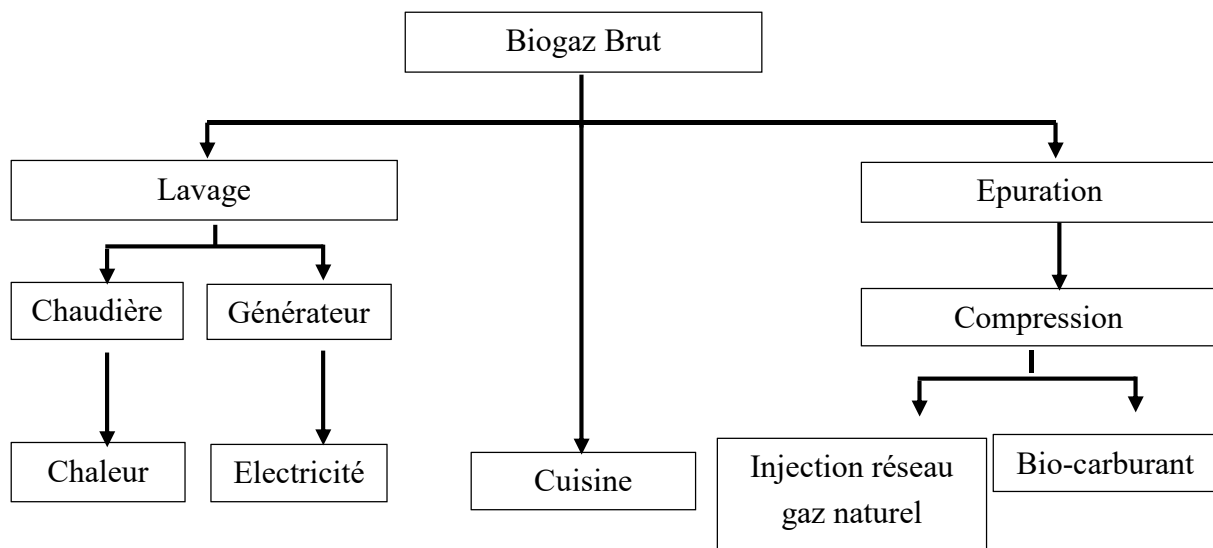 Biogaz Brut
Lavage
Epuration
Chaudière
Générateur
Compression
Chaleur
Electricité
Cuisine
Injection réseau
gaz naturel
Bio-carburant